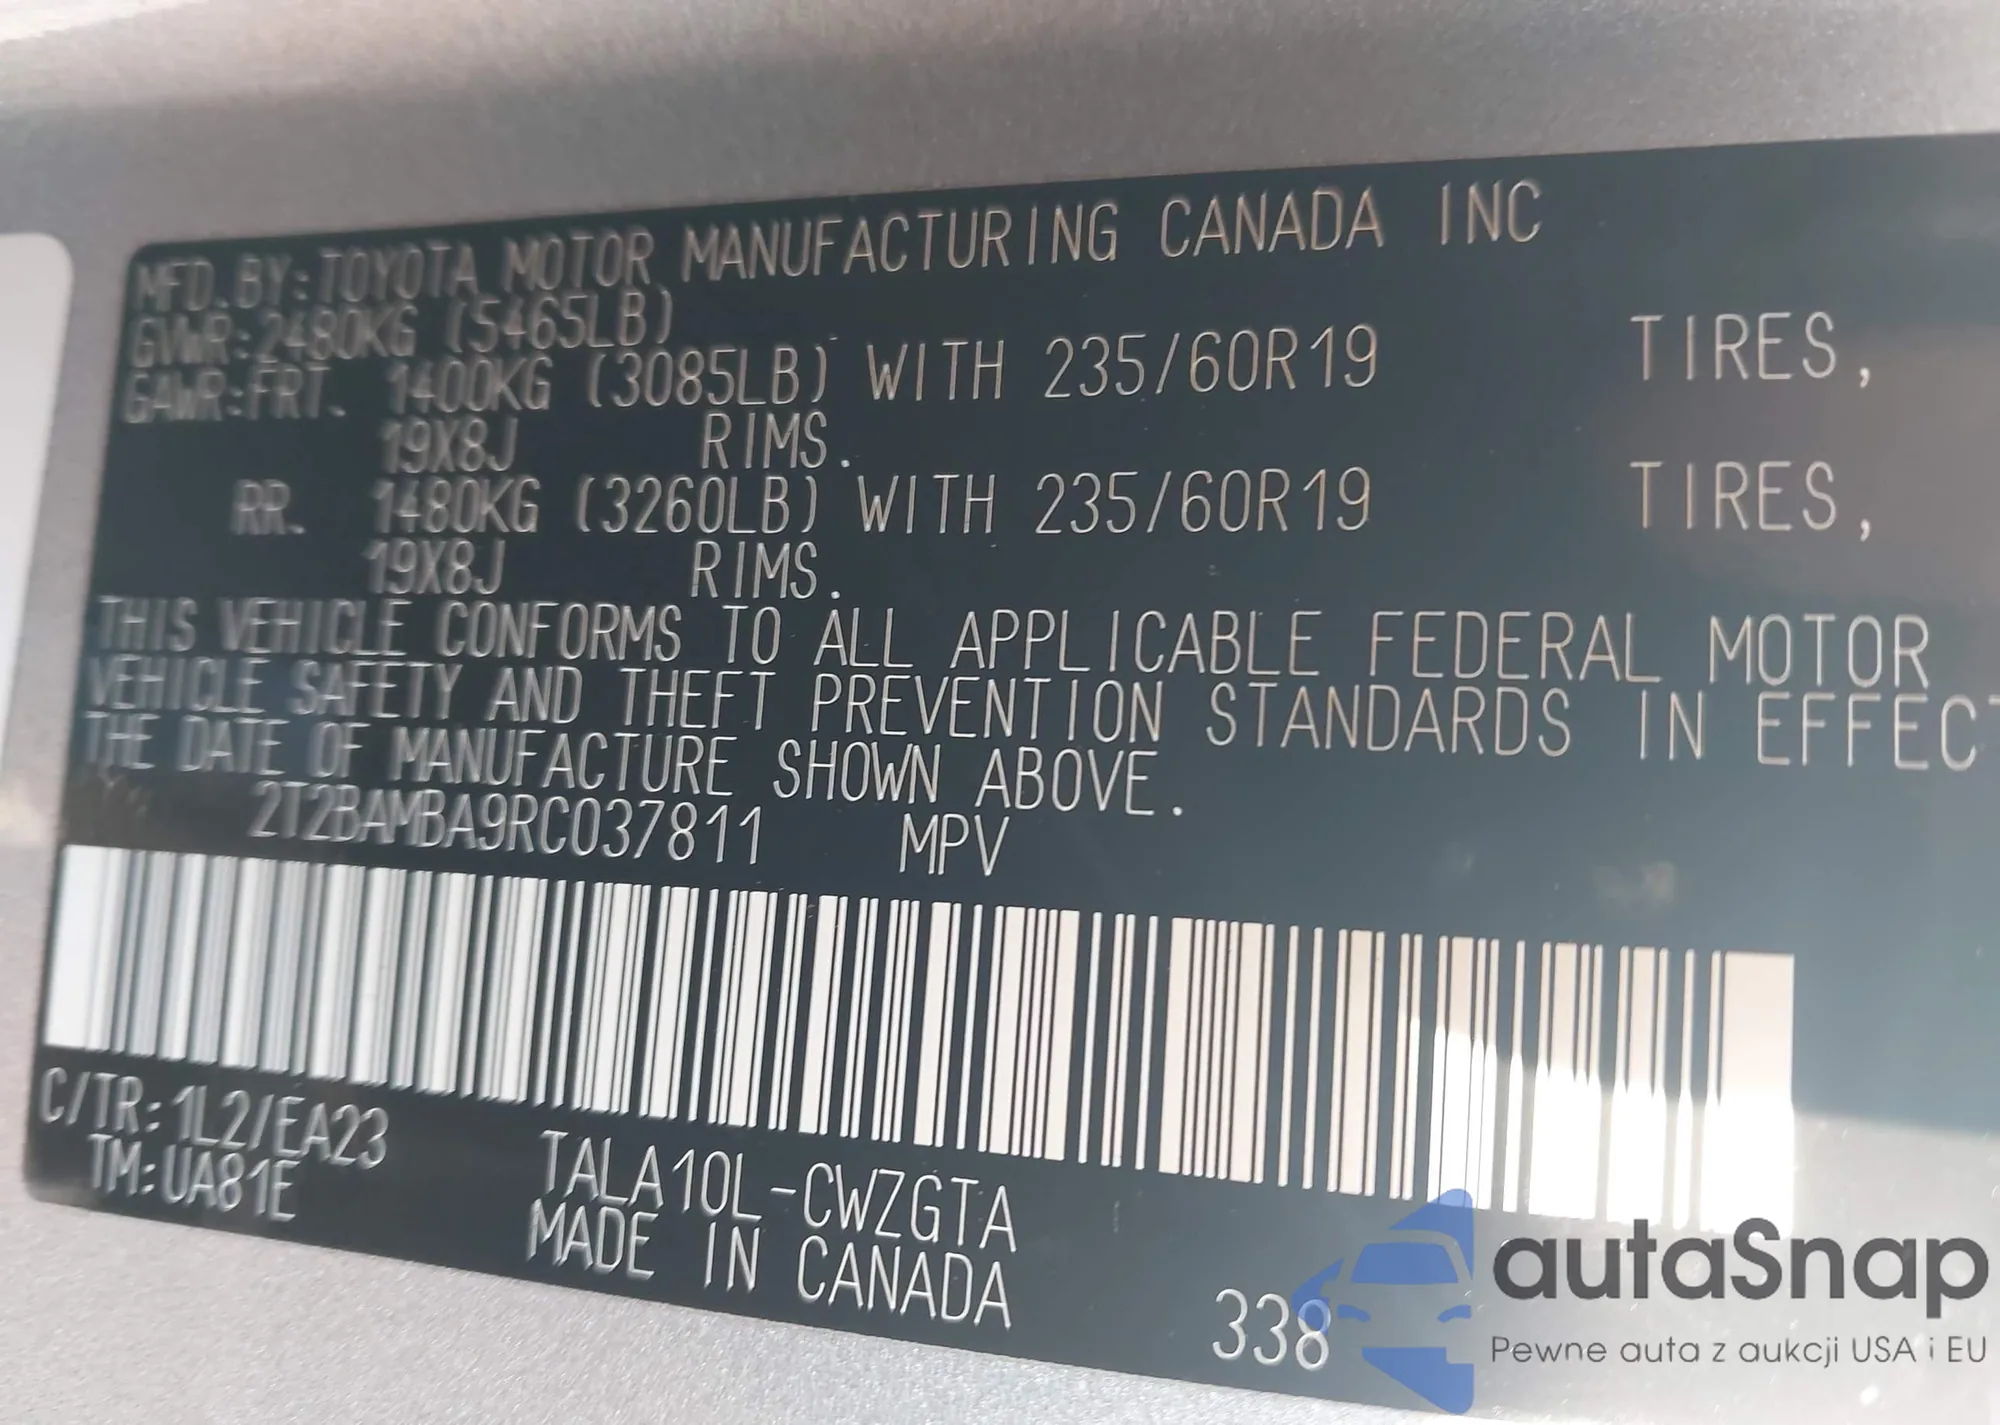 MFD.BY:TOYOTA MOTOR MANUFACTURING CANADA INC
GVWR:2480KG (5465LB)
GAWR:FRT. 1400KG (3085LB) WITH 235/60R19 TIRES,
19X8J RIMS.
RR. 1480KG (3260LB) WITH 235/60R19 TIRES,
19X8J RIMS.
THIS VEHICLE CONFORMS TO ALL APPLICABLE FEDERAL MOTOR
VEHICLE SAFETY AND THEFT PREVENTION STANDARDS IN EFFECT
THE DATE OF MANUFACTURE SHOWN ABOVE.
2T2BAMBA9RC037811 MPV
C/TR:1L2/EA23
TM:UA81E
TALA10L-CWZGTA
MADE IN CANADA
338
autaSnap
Pewne auta z aukcji USA i EU